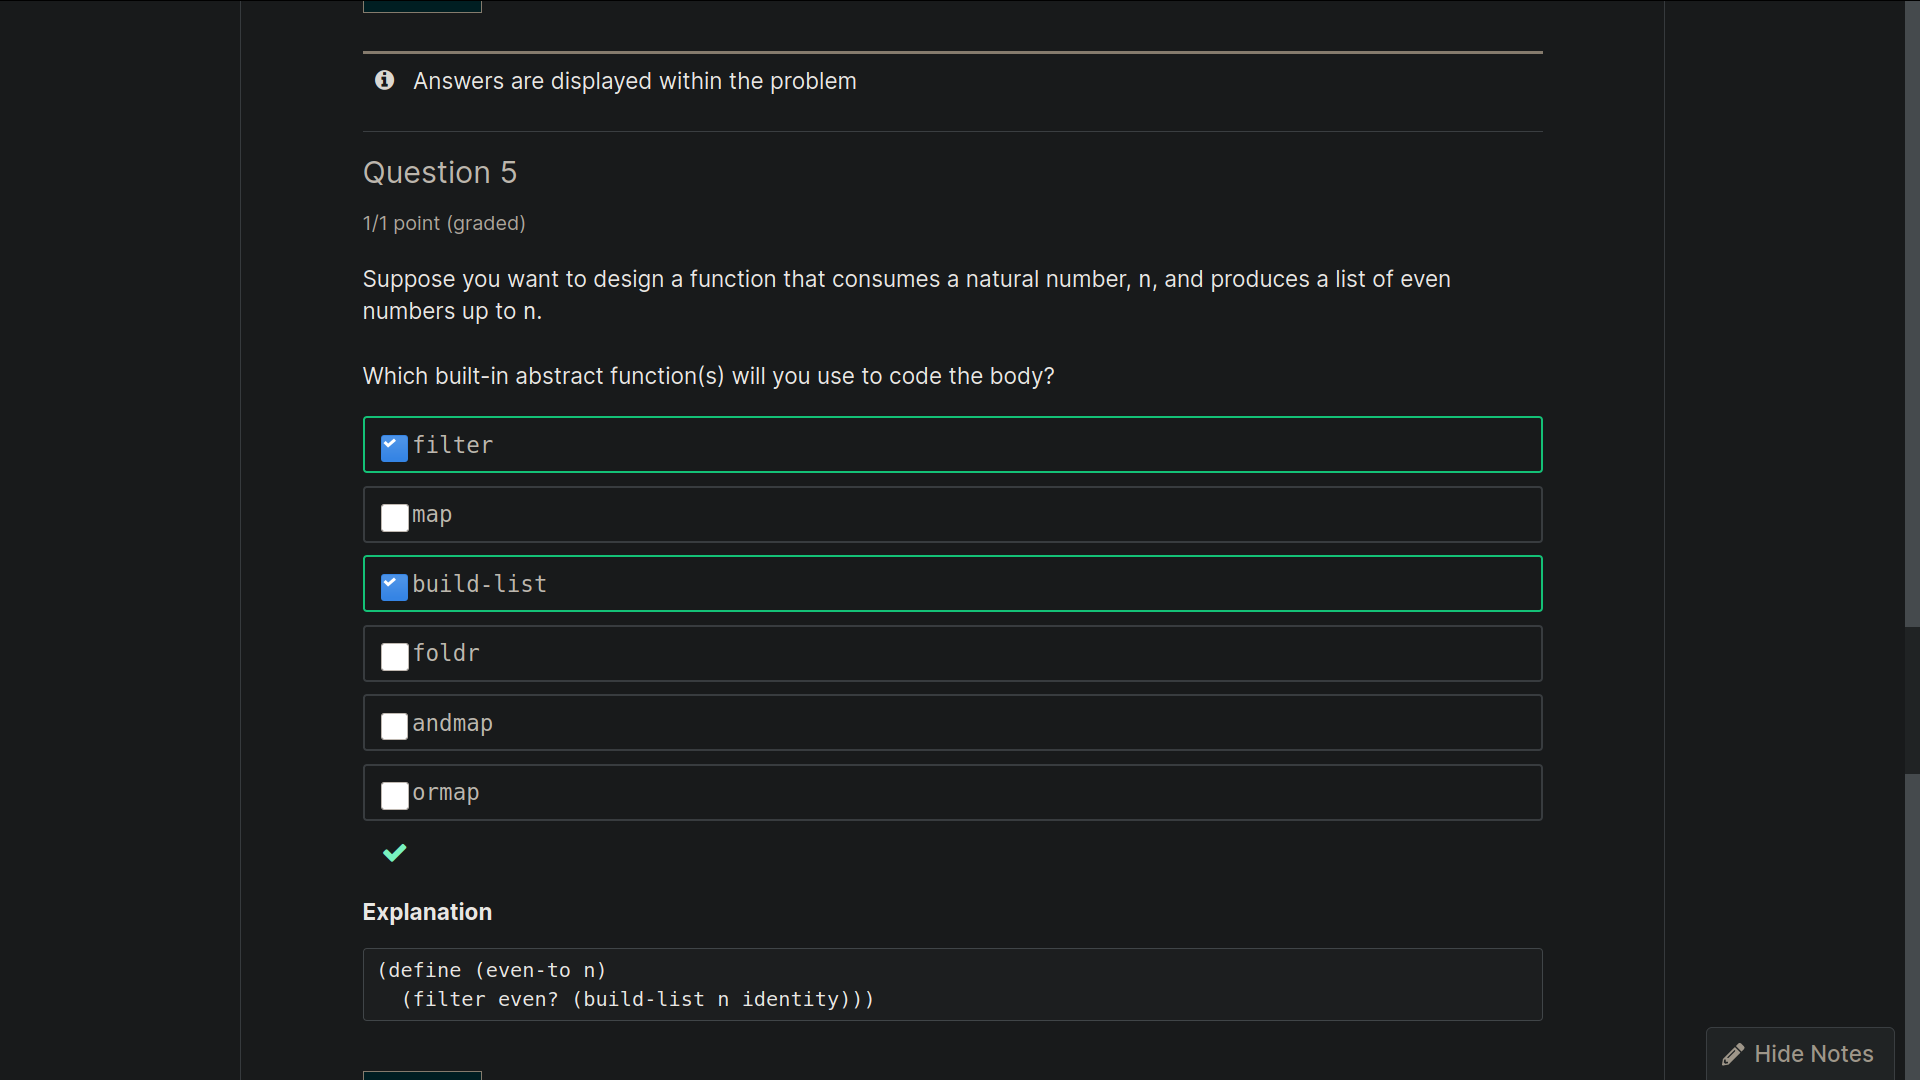 Answers are displayed within the problem
Question 5
1/1 point (graded)
Suppose you want to design a function that consumes a natural number, n, and produces a list of even
numbers up to n.
Which built-in abstract function(s) will you use to code the body?
filter
map
build-list
foldr
andmap
ormap
Explanation
(define (even-to n)
  (filter even? (build-list n identity)))
Hide Notes